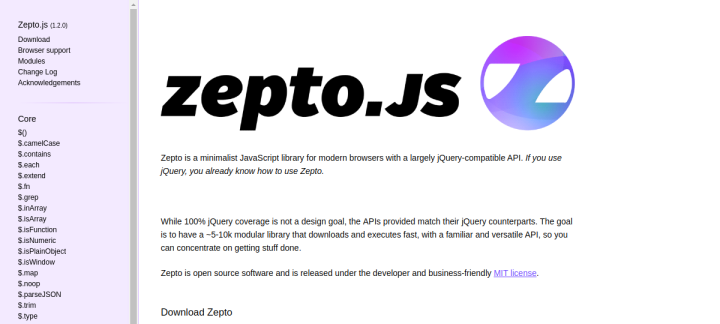 Zepto.js (1.2.0)
Download
Browser support
Modules
Change Log
Acknowledgements
Core
$()
$.camelCase
$.contains
$.each
$.extend
$.fn
$.grep
$.inArray
$.isArray
$.isFunction
$.isNumeric
$.isPlainObject
$.isWindow
$.map
$.noop
$.parseJSON
$.trim
$.type
zepto.JS
Zepto is a minimalist JavaScript library for modern browsers with a largely jQuery-compatible API. If you use
jQuery, you already know how to use Zepto.
While 100% jQuery coverage is not a design goal, the APIs provided match their jQuery counterparts. The goal
is to have a ~5-10k modular library that downloads and executes fast, with a familiar and versatile API, so you
can concentrate on getting stuff done.
Zepto is open source software and is released under the developer and business-friendly MIT license.
Download Zepto